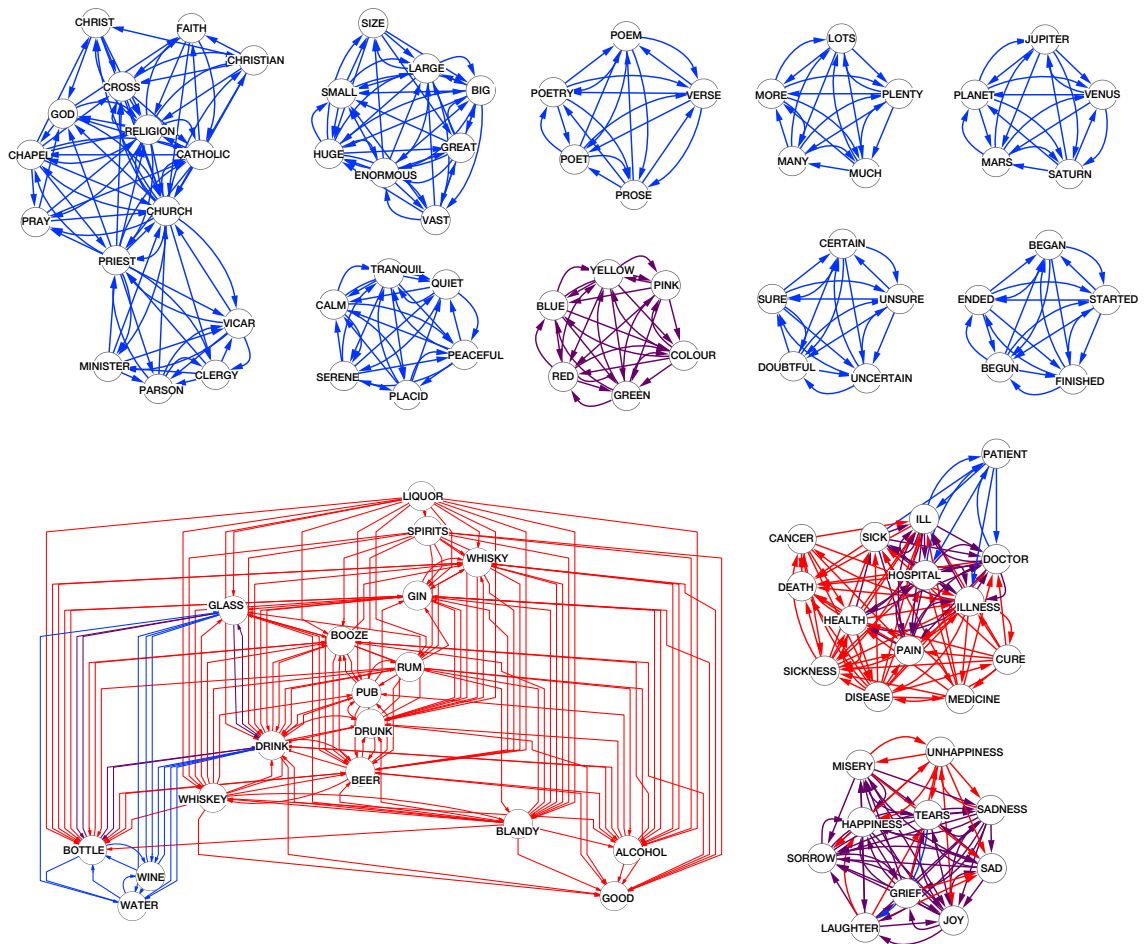 CHRIST
FAITH
CHRISTIAN
CROSS
GOD
RELIGION
CHAPEL
CATHOLIC
PRAY
CHURCH
PRIEST
VICAR
MINISTER
CLERGY
PARSON
SIZE
LARGE
SMALL
BIG
HUGE
GREAT
ENORMOUS
VAST
POEM
POETRY
VERSE
POET
PROSE
LOTS
MORE
PLENTY
MANY
MUCH
JUPITER
PLANET
VENUS
MARS
SATURN
TRANQUIL
QUIET
CALM
PEACEFUL
SERENE
PLACID
YELLOW
PINK
BLUE
COLOUR
RED
GREEN
CERTAIN
SURE
UNSURE
DOUBTFUL
UNCERTAIN
BEGAN
ENDED
STARTED
BEGUN
FINISHED
LIQUOR
SPIRITS
WHISKY
GIN
GLASS
BOOZE
RUM
PUB
DRUNK
DRINK
BEER
WHISKEY
BLANDY
BOTTLE
ALCOHOL
WINE
GOOD
WATER
PATIENT
ILL
CANCER
SICK
DOCTOR
HOSPITAL
DEATH
ILLNESS
HEALTH
PAIN
CURE
SICKNESS
DISEASE
MEDICINE
UNHAPPINESS
MISERY
SADNESS
TEARS
HAPPINESS
SORROW
SAD
GRIEF
LAUGHTER
JOY